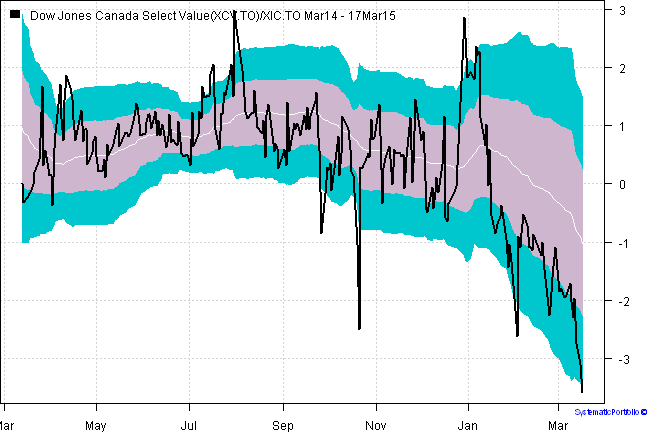 Dow Jones Canada Select Value(XCV.TO)/XIC.TO Mar14 - 17Mar15
3
2
1
0
-1
-2
-3
Mar May Jul Sep Nov Jan Mar
SystematicPortfolio ©